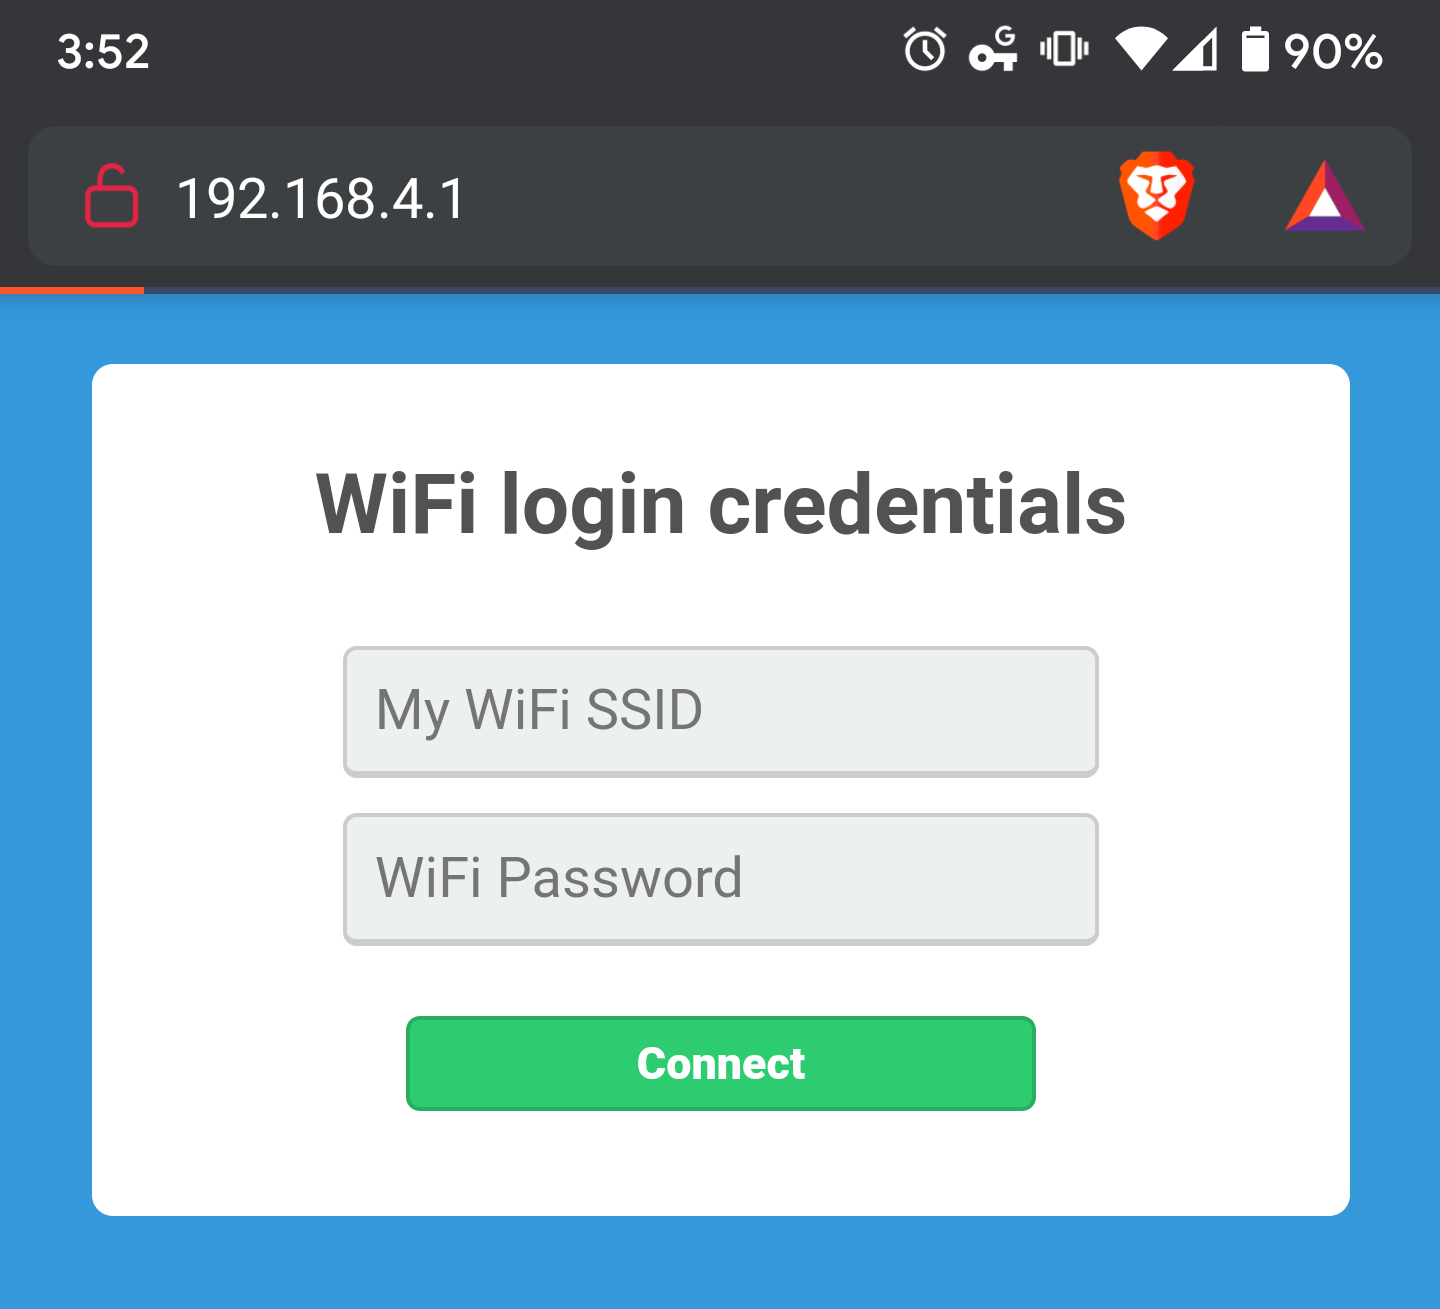 3:52
G
90%
192.168.4.1
WiFi login credentials
My WiFi SSID
WiFi Password
Connect